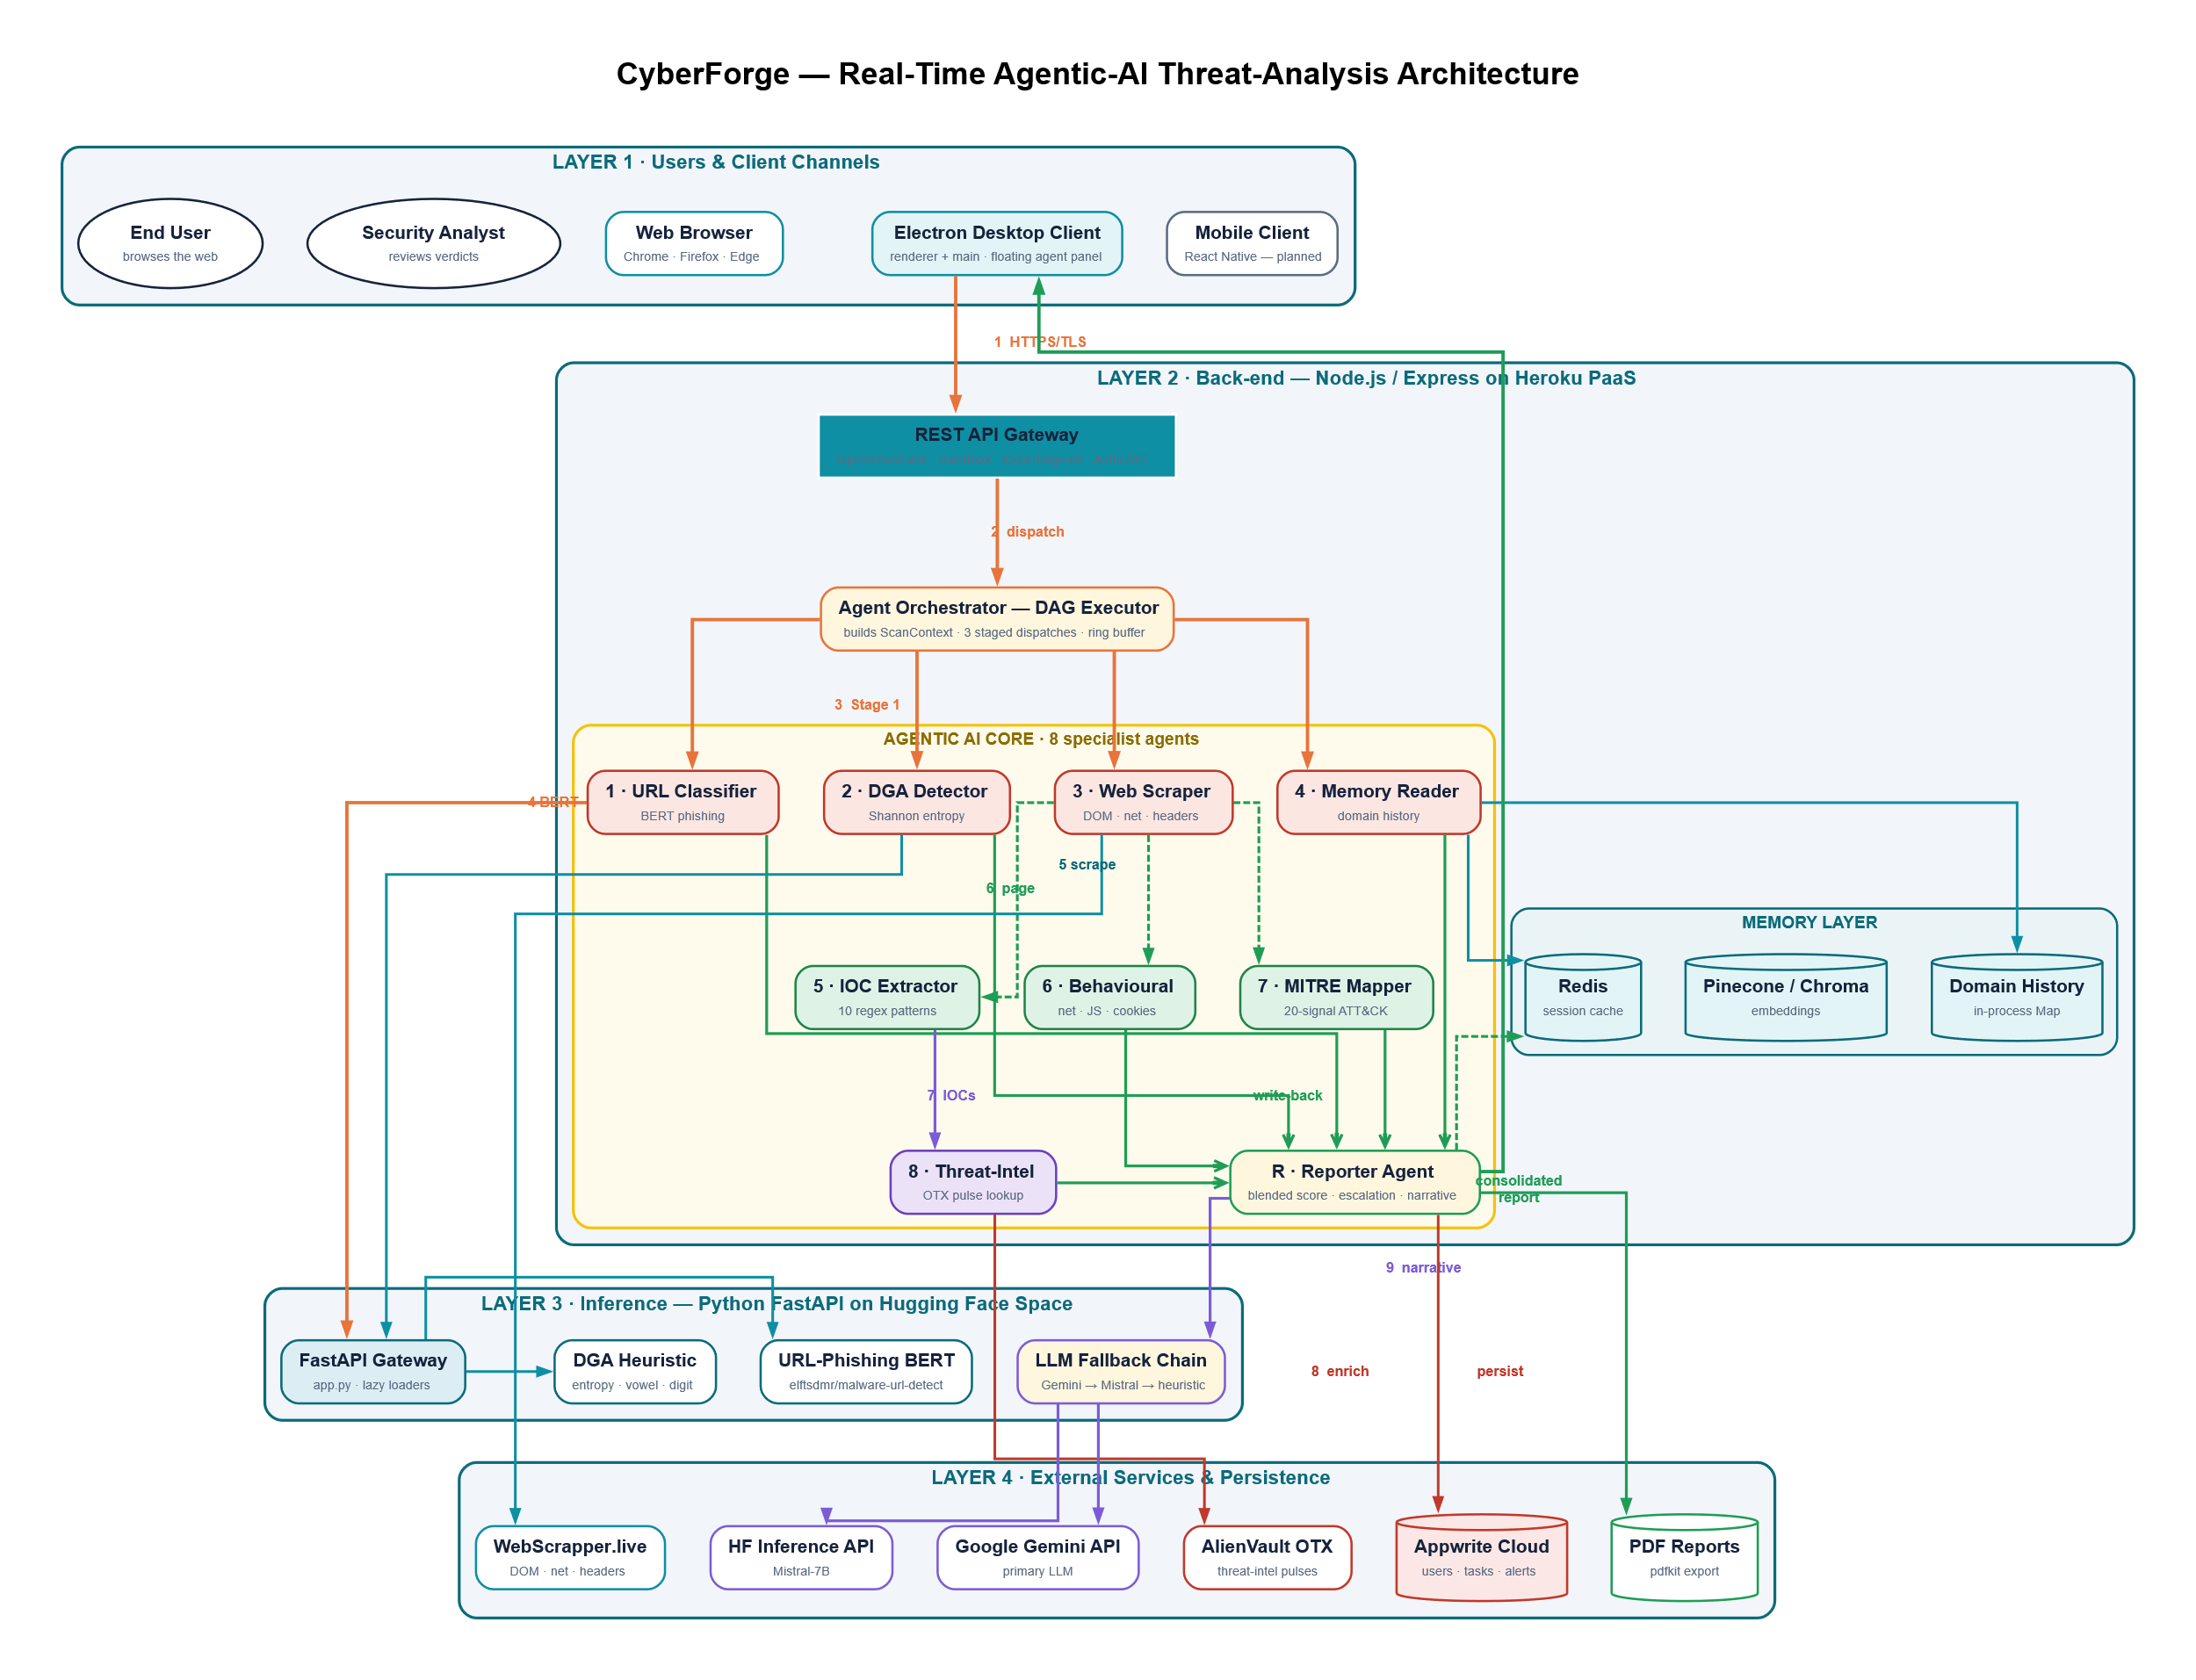 CyberForge — Real-Time Agentic-AI Threat-Analysis Architecture
LAYER 1 · Users & Client Channels
End User
browses the web
Security Analyst
reviews verdicts
Web Browser
Chrome · Firefox · Edge
Electron Desktop Client
renderer + main · floating agent panel
Mobile Client
React Native — planned
1 HTTPS/TLS
LAYER 2 · Back-end — Node.js / Express on Heroku PaaS
REST API Gateway
2 dispatch
Agent Orchestrator — DAG Executor
builds ScanContext · 3 staged dispatches · ring buffer
3 Stage 1
AGENTIC AI CORE · 8 specialist agents
4 BERT
1 · URL Classifier
BERT phishing
2 · DGA Detector
Shannon entropy
3 · Web Scraper
DOM · net · headers
4 · Memory Reader
domain history
5 scrape
6 page
MEMORY LAYER
Redis
session cache
Pinecone / Chroma
embeddings
Domain History
in-process Map
5 · IOC Extractor
10 regex patterns
6 · Behavioural
net · JS · cookies
7 · MITRE Mapper
20-signal ATT&CK
7 IOCs
write-back
8 · Threat-Intel
OTX pulse lookup
R · Reporter Agent
blended score · escalation · narrative
consolidated
report
9 narrative
LAYER 3 · Inference — Python FastAPI on Hugging Face Space
FastAPI Gateway
app.py · lazy loaders
DGA Heuristic
entropy · vowel · digit
URL-Phishing BERT
elftsdmr/malware-url-detect
LLM Fallback Chain
Gemini → Mistral → heuristic
8 enrich
persist
LAYER 4 · External Services & Persistence
WebScrapper.live
DOM · net · headers
HF Inference API
Mistral-7B
Google Gemini API
primary LLM
AlienVault OTX
threat-intel pulses
Appwrite Cloud
users · tasks · alerts
PDF Reports
pdfkit export